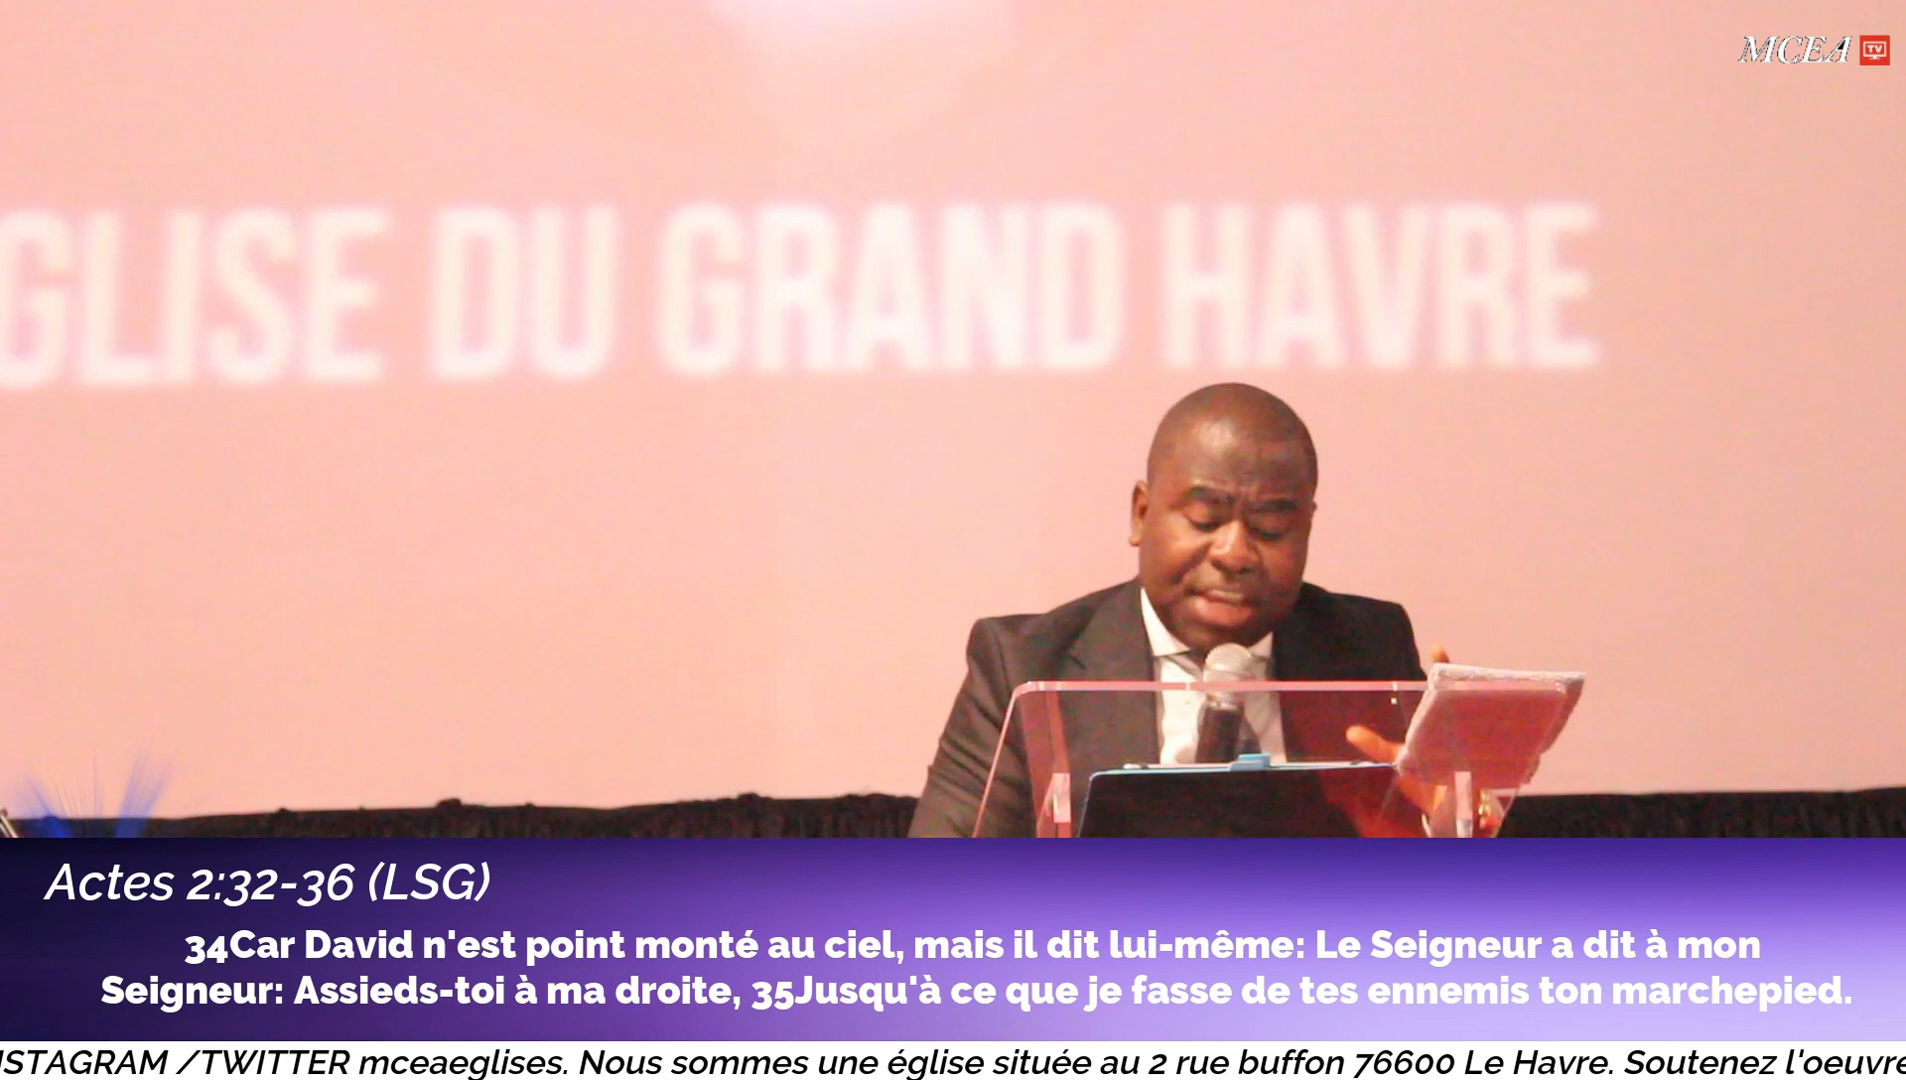 MCEA TV
GLISE DU GRAND HAVRE
Actes 2:32-36 (LSG)
34Car David n'est point monté au ciel, mais il dit lui-même: Le Seigneur a dit à mon
Seigneur: Assieds-toi à ma droite, 35Jusqu'à ce que je fasse de tes ennemis ton marchepied.
NSTAGRAM /TWITTER mceaeglises. Nous sommes une église située au 2 rue buffon 76600 Le Havre. Soutenez l'oeuvre